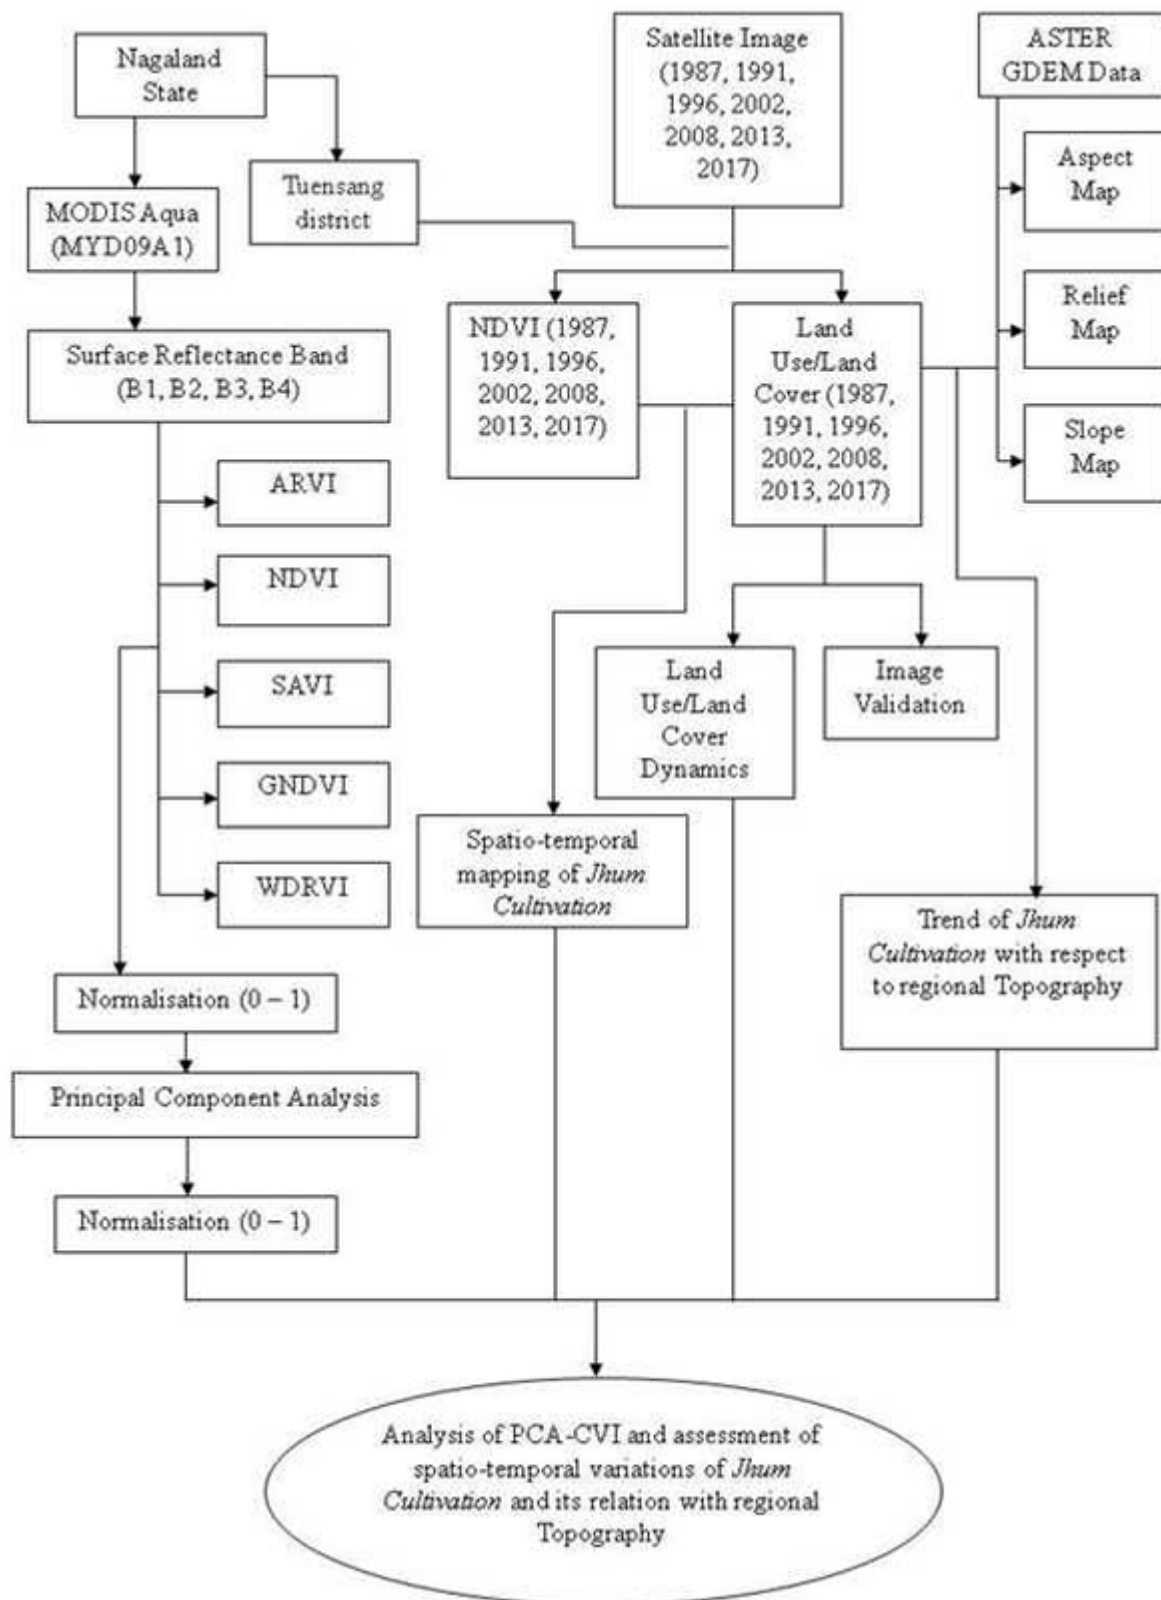 Nagaland
State
Satellite Image
(1987, 1991,
1996, 2002,
2008, 2013,
2017)
ASTER
GDEM Data
Tuensang
district
Aspect
Map
MODIS Aqua
(MYD09A1)
Relief
Map
Surface Reflectance Band
(B1, B2, B3, B4)
NDVI (1987,
1991, 1996,
2002, 2008,
2013, 2017)
Land
Use/Land
Cover (1987,
1991, 1996,
2002, 2008,
2013, 2017)
Slope
Map
ARVI
NDVI
SAVI
GNDVI
WDRVI
Land
Use/Land
Cover
Dynamics
Image
Validation
Spatio-temporal
mapping of Jhum
Cultivation
Trend of Jhum
Cultivation with respect
to regional Topography
Normalisation (0 – 1)
Principal Component Analysis
Normalisation (0 – 1)
Analysis of PCA-CVI and assessment of
spatio-temporal variations of Jhum
Cultivation and its relation with regional
Topography